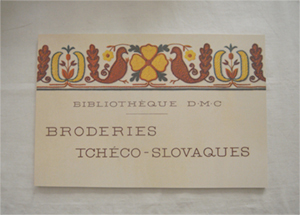 BIBLIOTHÈQUE D·M·C
BRODERIES
TCHÉCO-SLOVAQUES